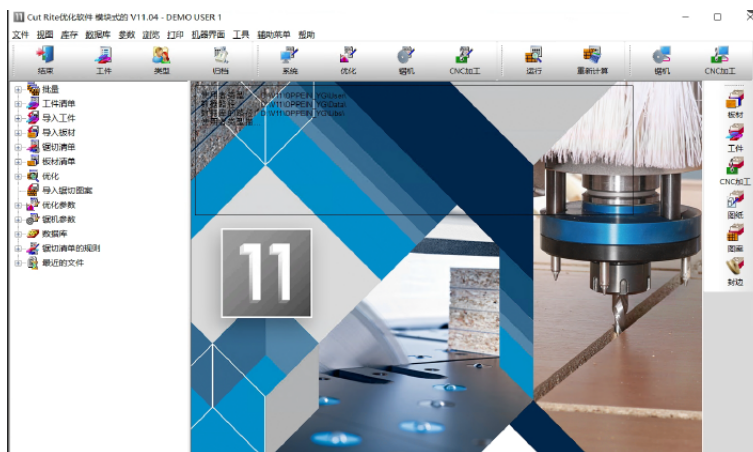 Cut Rite优化软件 模块式的 V11.04 - DEMO USER 1
文件 视图 库存 数据库 参数 浏览 打印 机器界面 工具 辅助菜单 帮助
结束 工件 类型 归档 系统 优化 锯机 CNC加工 运行 重新计算 锯机 CNC加工
批量
工件清单
导入工件
导入板材
锯切清单
板材清单
优化
导入锯切图案
优化参数
锯机参数
数据库
锯切清单的规则
最近的文件
11
板材
工件
CNC加工
图纸
图画
封边